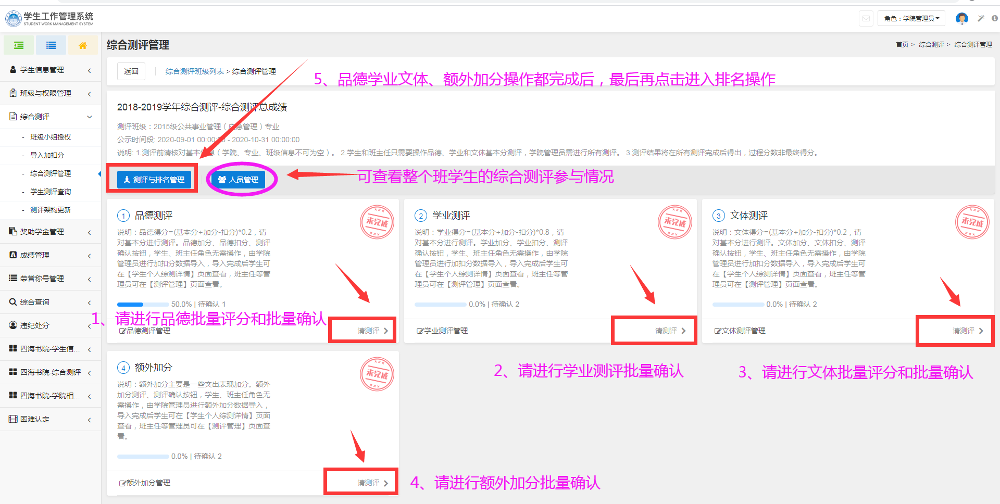 学生工作管理系统
STUDENT WORK MANAGEMENT SYSTEM
角色：学院管理员
学生信息管理
班级与权限管理
综合测评
- 班级小组授权
- 导入加扣分
- 综合测评管理
- 学生测评查询
- 测评架构更新
奖助学金管理
成绩管理
荣誉称号管理
综合查询
违纪处分
四海书院-学生信...
四海书院-综合测评
四海书院-学院相...
困难认定
综合测评管理
首页 > 综合测评 > 综合测评管理
返回
综合测评班级列表 > 综合测评管理
5、品德学业文体、额外加分操作都完成后，最后再点击进入排名操作
2018-2019学年综合测评-综合测评总成绩
测评班级：2015级公共事业管理（应急管理）专业
公示时间段: 2020-09-01 00:00:00 - 2020-10-31 00:00:00
说明: 1.测评前请核对基本信息（学院、专业、班级信息不可为空）。 2.学生和班主任只需要操作品德、学业和文体基本分测评，学院管理员需进行所有测评。 3.测评结果将在所有测评完成后得出，过程分数非最终得分。
测评与排名管理
人员管理
可查看整个班学生的综合测评参与情况
1 品德测评
未完成
说明：品德得分=(基本分+加分-扣分)*0.2，请
对基本分进行测评。品德加分、品德扣分、测评
确认按钮，学生、班主任角色无需操作，由学院
管理员进行加扣分数据导入，导入完成后学生可
在【学生个人综测详情】页面查看，班主任等管
理员可在【测评管理】页面查看。
50.0% | 待确认 1
1、请进行品德批量评分和批量确认
品德测评管理
请测评
2 学业测评
未完成
说明：学业得分=(基本分+加分-扣分)*0.8，请
对基本分进行测评。学业加分、学业扣分、测评
确认按钮，学生、班主任角色无需操作，由学院
管理员进行加扣分数据导入，导入完成后学生可
在【学生个人综测详情】页面查看，班主任等管
理员可在【测评管理】页面查看。
0.0% | 待确认 2
学业测评管理
请测评
2、请进行学业测评批量确认
3 文体测评
未完成
说明：文体得分=(基本分+加分-扣分)*0.2，请
对基本分进行测评。文体加分、文体扣分、测评
确认按钮，学生、班主任角色无需操作，由学院
管理员进行加扣分数据导入，导入完成后学生可
在【学生个人综测详情】页面查看，班主任等管
理员可在【测评管理】页面查看。
0.0% | 待确认 2
文体测评管理
请测评
3、请进行文体批量评分和批量确认
4 额外加分
未完成
说明：额外加分主要是一些突出表现加分。额外
加分测评、测评确认按钮，学生、班主任角色无
需操作，由学院管理员进行额外加分数据导入，
导入完成后学生可在【学生个人综测详情】页面
查看，班主任等管理员可在【测评管理】页面查
看。
0.0% | 待确认 2
额外加分管理
请测评
4、请进行额外加分批量确认